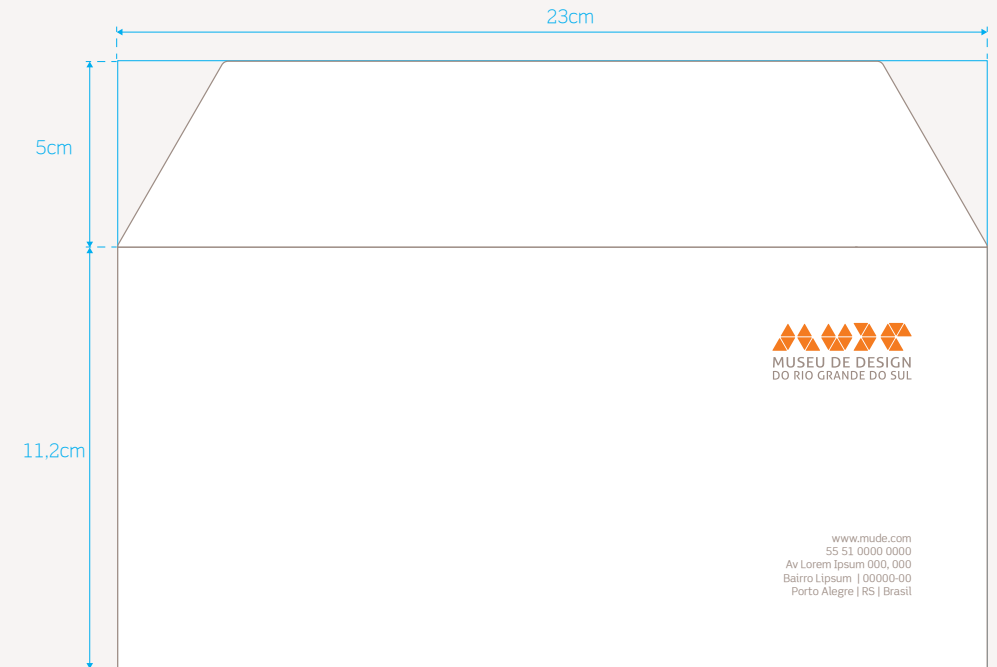 23cm
5cm
11,2cm
MUDE
MUSEU DE DESIGN
DO RIO GRANDE DO SUL
www.mude.com
55 51 0000 0000
Av Lorem Ipsum 000, 000
Bairro Lipsum | 00000-00
Porto Alegre | RS | Brasil